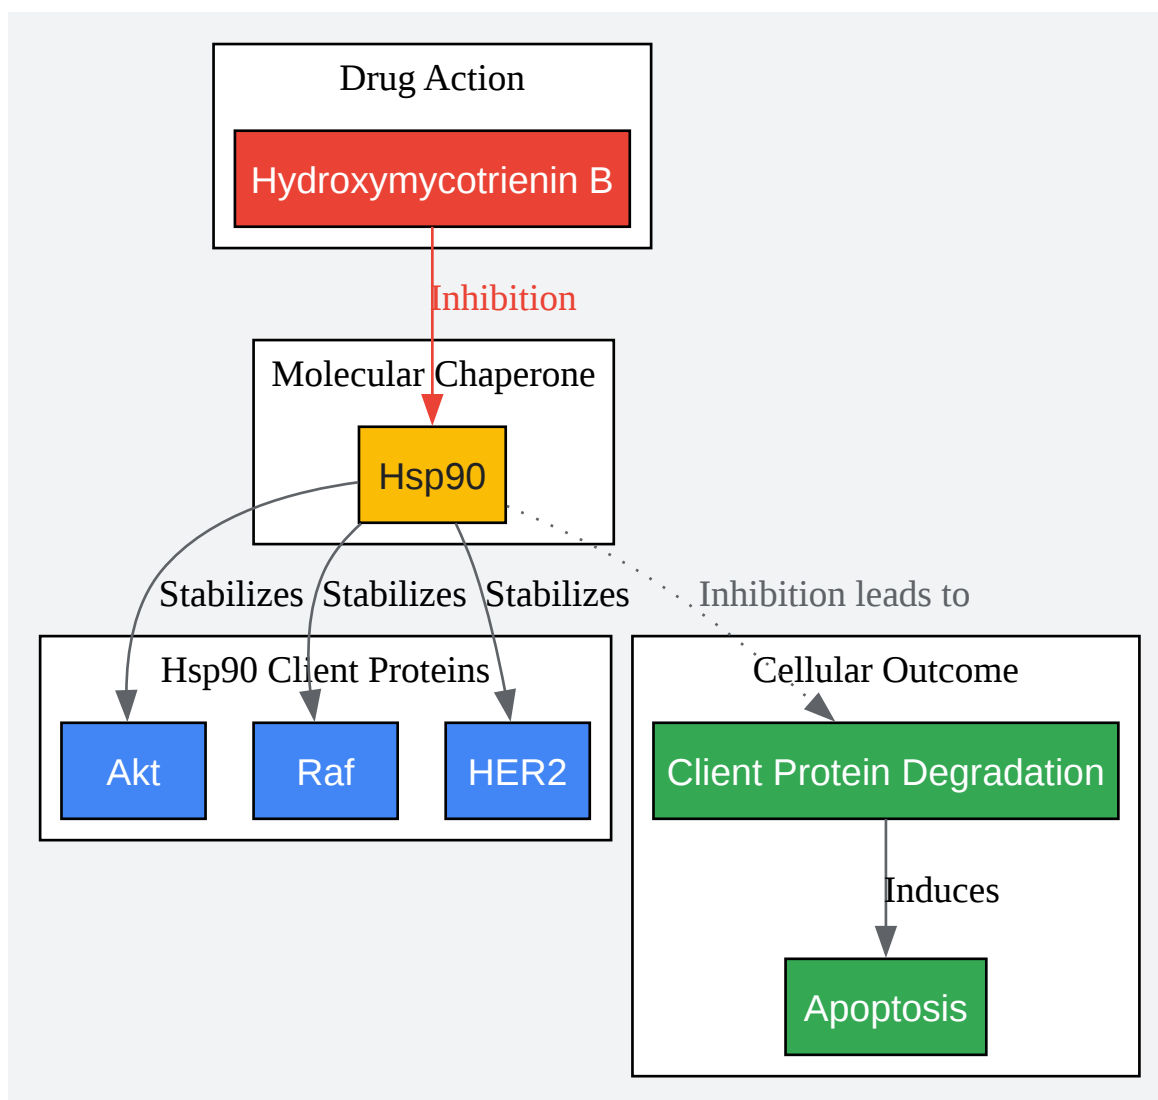 Drug Action
Hydroxymycotrienin B
Inhibition
Molecular Chaperone
Hsp90
Stabilizes
Stabilizes
Stabilizes
Inhibition leads to
Hsp90 Client Proteins
Cellular Outcome
Akt
Raf
HER2
Client Protein Degradation
Induces
Apoptosis